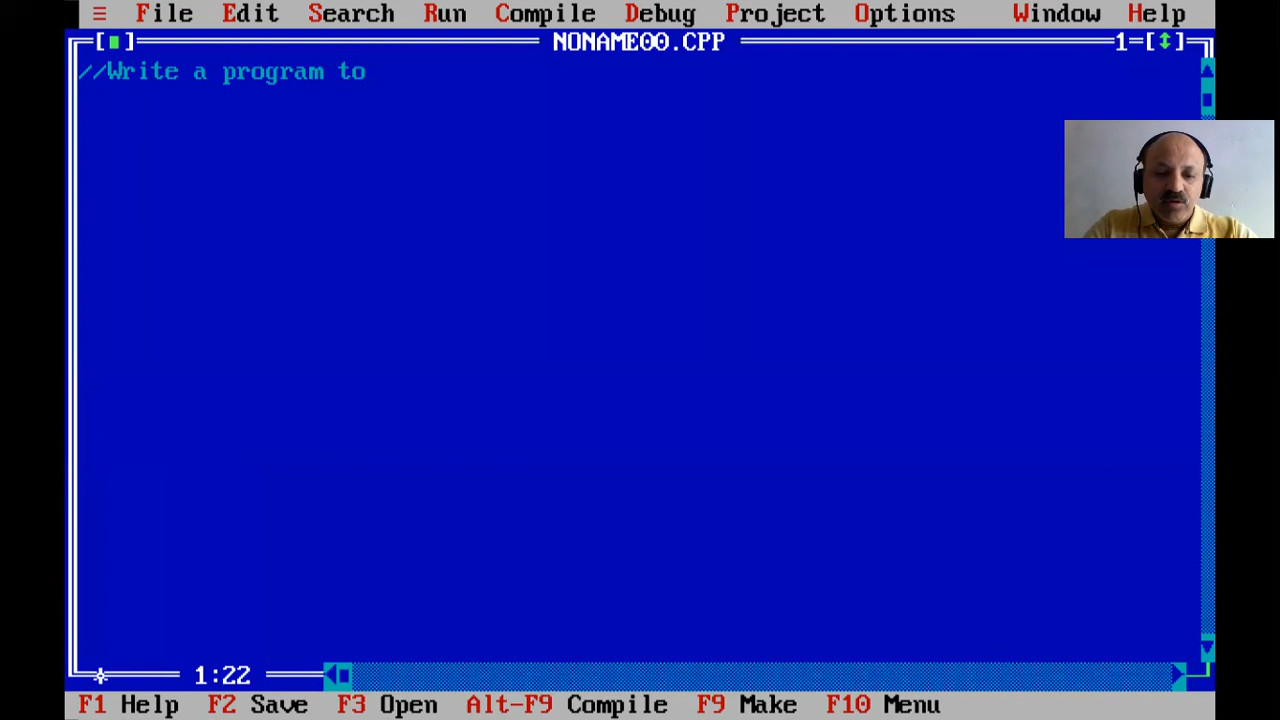 ≡ File Edit Search Run Compile Debug Project Options Window Help
[■] NONAME00.CPP 1=[↕]
//Write a program to
1:22
F1 Help F2 Save F3 Open Alt-F9 Compile F9 Make F10 Menu